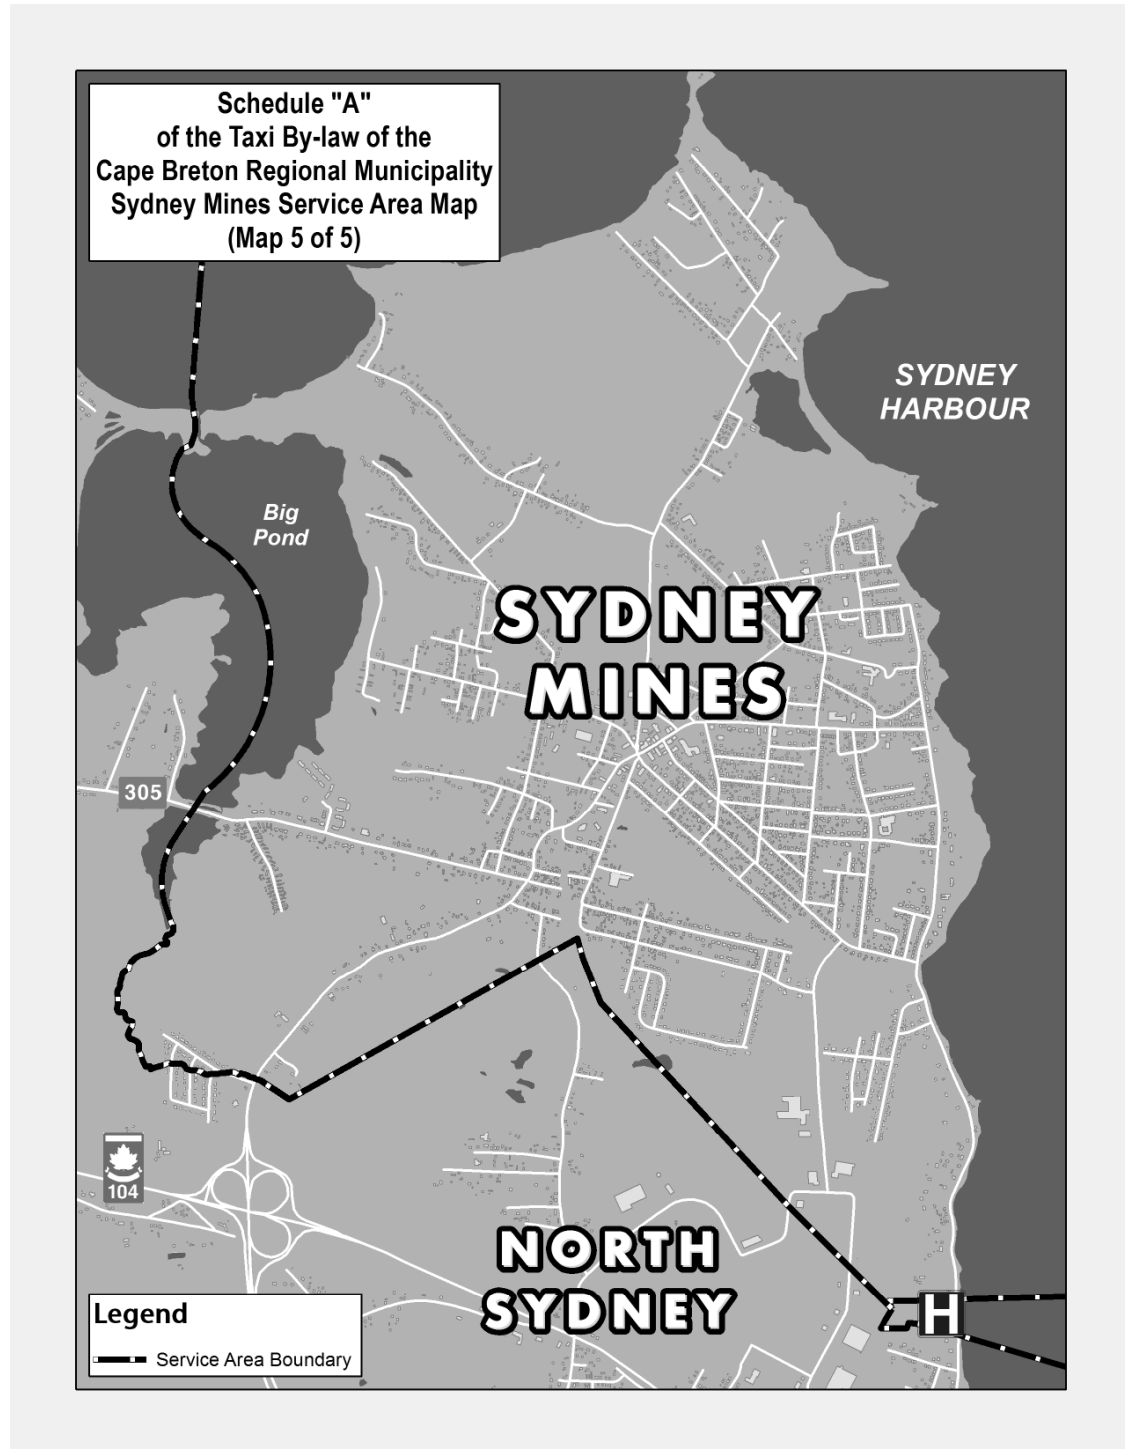 Schedule "A"
of the Taxi By-law of the
Cape Breton Regional Municipality
Sydney Mines Service Area Map
(Map 5 of 5)
SYDNEY
HARBOUR
Big
Pond
SYDNEY
MINES
305
104
NORTH
SYDNEY
H
Legend
Service Area Boundary